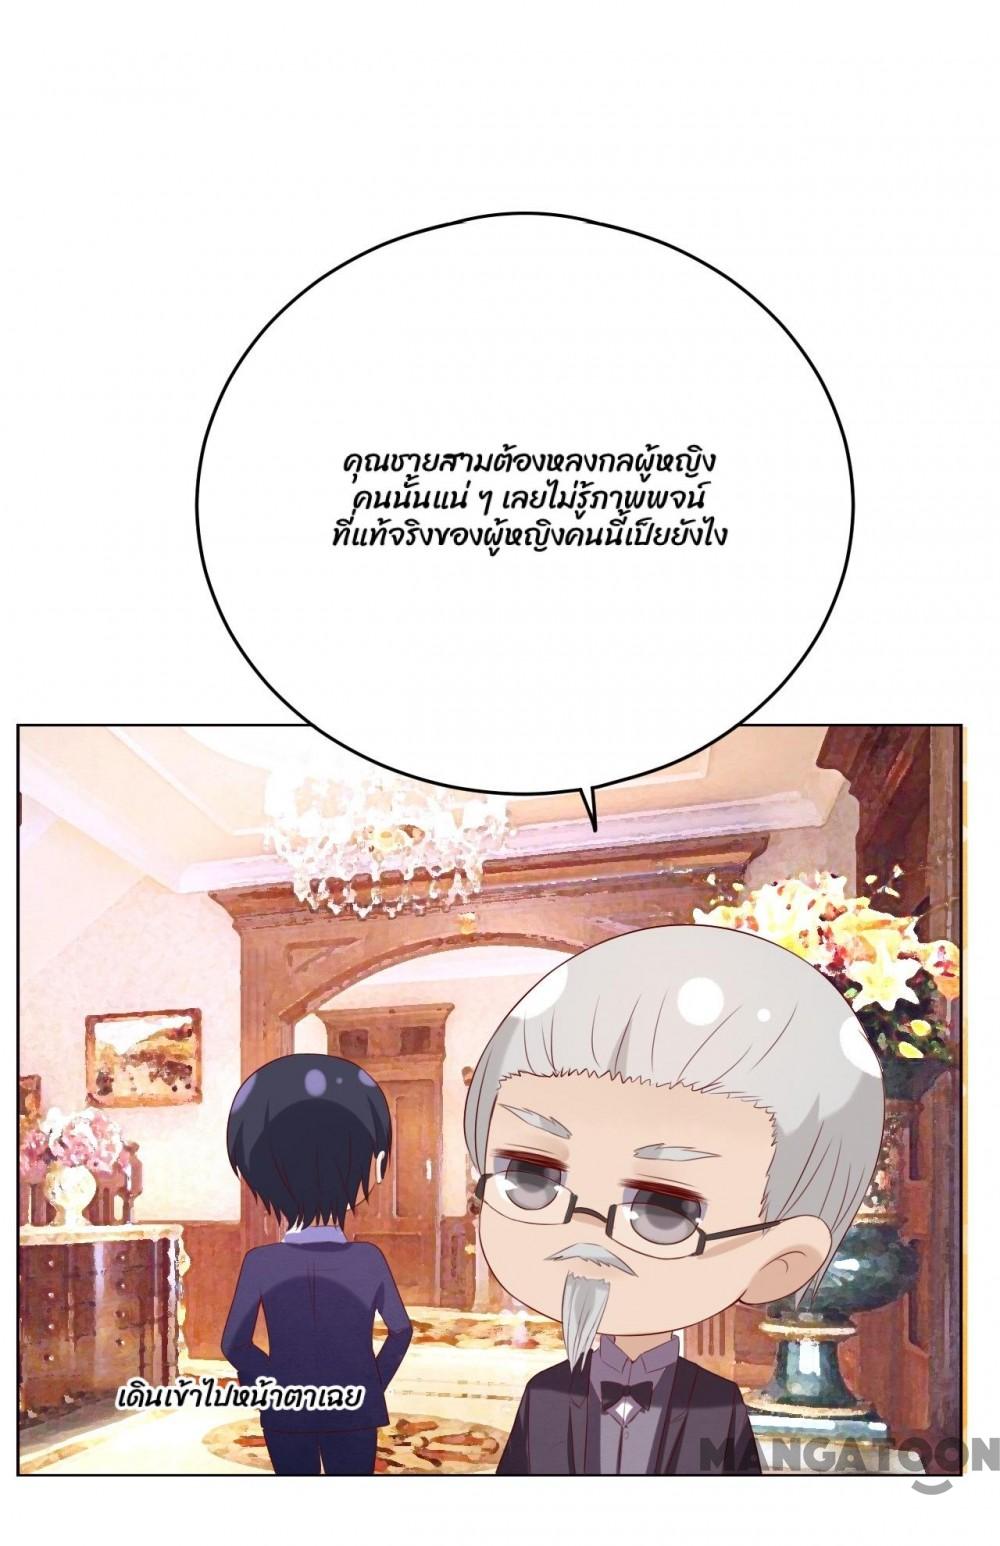 คุณชายสามต้องหลงกลผู้หญิง
คนนั้นแน่ ๆ เลยไม่รู้ภาพพจน์
ที่แท้จริงของผู้หญิงคนนี้เป็ยยังไง
เดินเข้าไปหน้าตาเฉย
MANGATOON